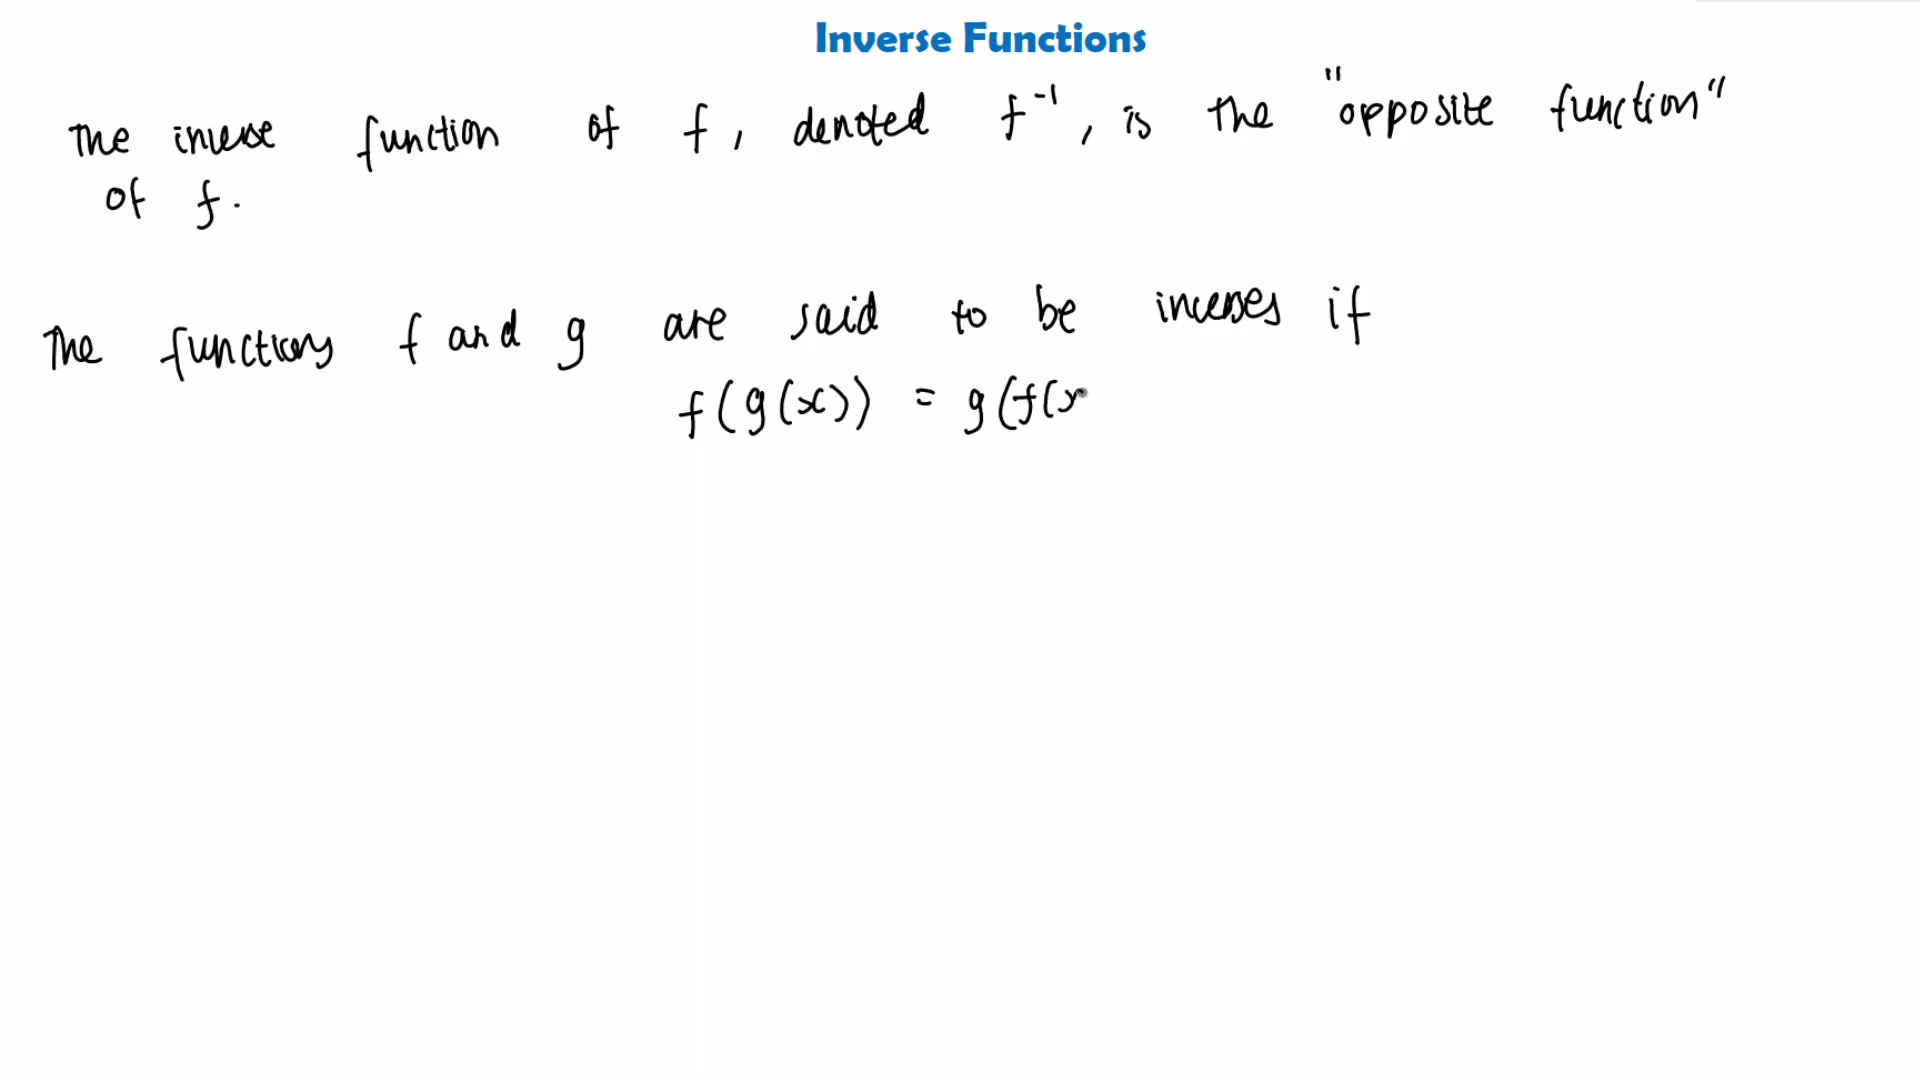 Inverse Functions
The inverse function of f, denoted f⁻¹, is the "opposite function"
of f.
The functions f and g are said to be inverses if
f(g(x)) = g(f(x